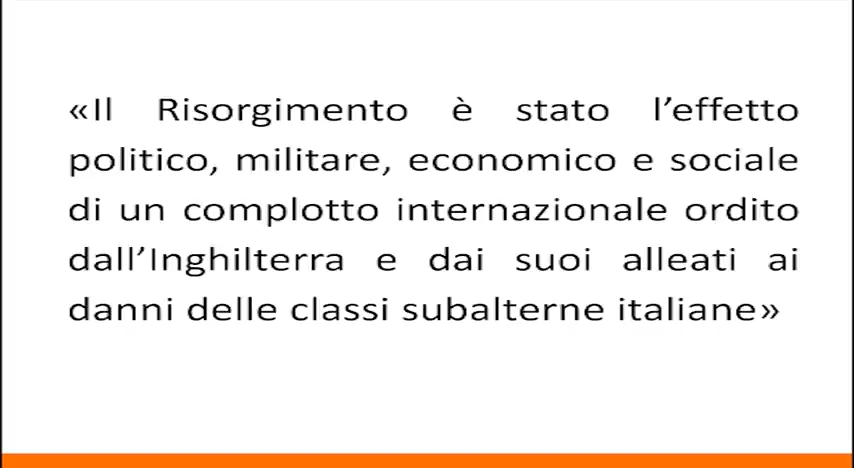 «Il Risorgimento è stato l’effetto
politico, militare, economico e sociale
di un complotto internazionale ordito
dall’Inghilterra e dai suoi alleati ai
danni delle classi subalterne italiane»